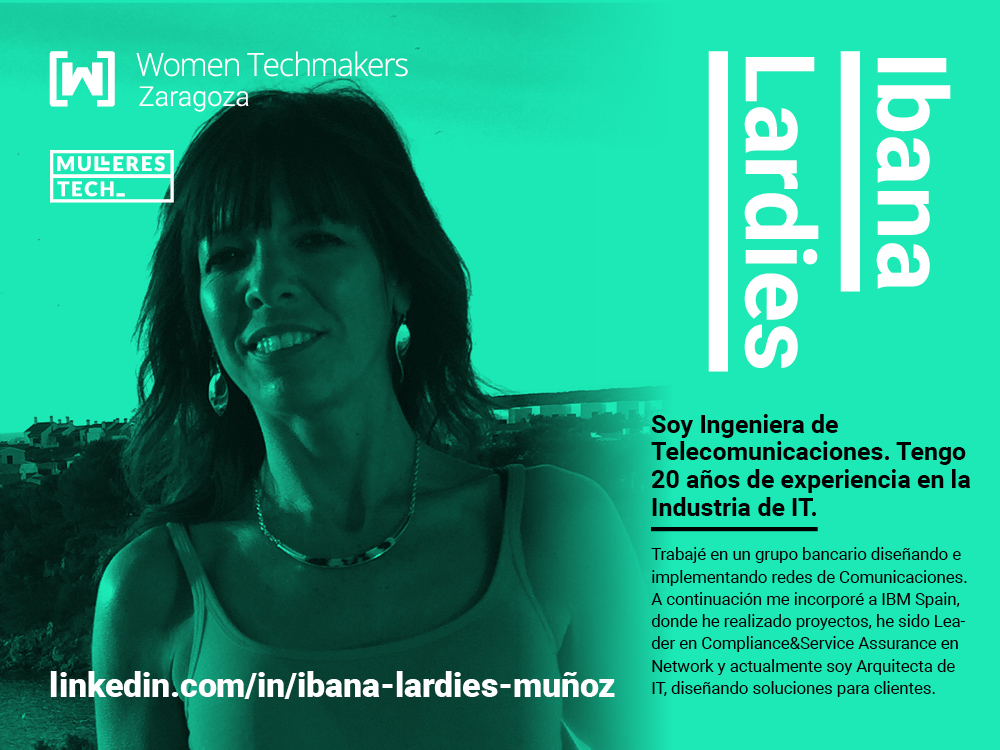 Women Techmakers
Zaragoza
MULLERES
TECH_
Ibana
Lardies
Soy Ingeniera de
Telecomunicaciones. Tengo
20 años de experiencia en la
Industria de IT.
Trabajé en un grupo bancario diseñando e
implementando redes de Comunicaciones.
A continuación me incorporé a IBM Spain,
donde he realizado proyectos, he sido Lea-
der en Compliance&Service Assurance en
Network y actualmente soy Arquitecta de
IT, diseñando soluciones para clientes.
linkedin.com/in/ibana-lardies-muñoz